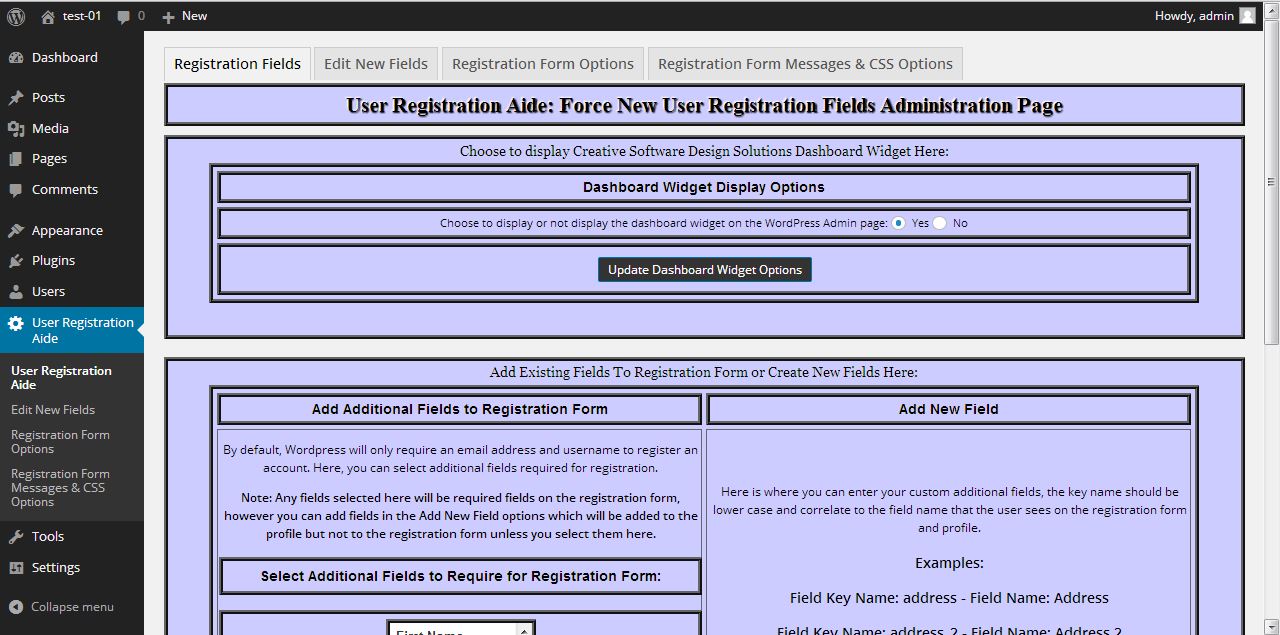 test-01 0 New Howdy, admin
Dashboard
Posts
Media
Pages
Comments
Appearance
Plugins
Users
User Registration
Aide
User Registration
Aide
Edit New Fields
Registration Form
Options
Registration Form
Messages & CSS
Options
Tools
Settings
Collapse menu
Registration Fields Edit New Fields Registration Form Options Registration Form Messages & CSS Options
User Registration Aide: Force New User Registration Fields Administration Page
Choose to display Creative Software Design Solutions Dashboard Widget Here:
Dashboard Widget Display Options
Choose to display or not display the dashboard widget on the WordPress Admin page: Yes No
Update Dashboard Widget Options
Add Existing Fields To Registration Form or Create New Fields Here:
Add Additional Fields to Registration Form
By default, Wordpress will only require an email address and username to register an
account. Here, you can select additional fields required for registration.
Note: Any fields selected here will be required fields on the registration form,
however you can add fields in the Add New Field options which will be added to the
profile but not to the registration form unless you select them here.
Select Additional Fields to Require for Registration Form:
First Name
Add New Field
Here is where you can enter your custom additional fields, the key name should be
lower case and correlate to the field name that the user sees on the registration form
and profile.
Examples:
Field Key Name: address - Field Name: Address
Field Key Name: address_2 - Field Name: Address 2